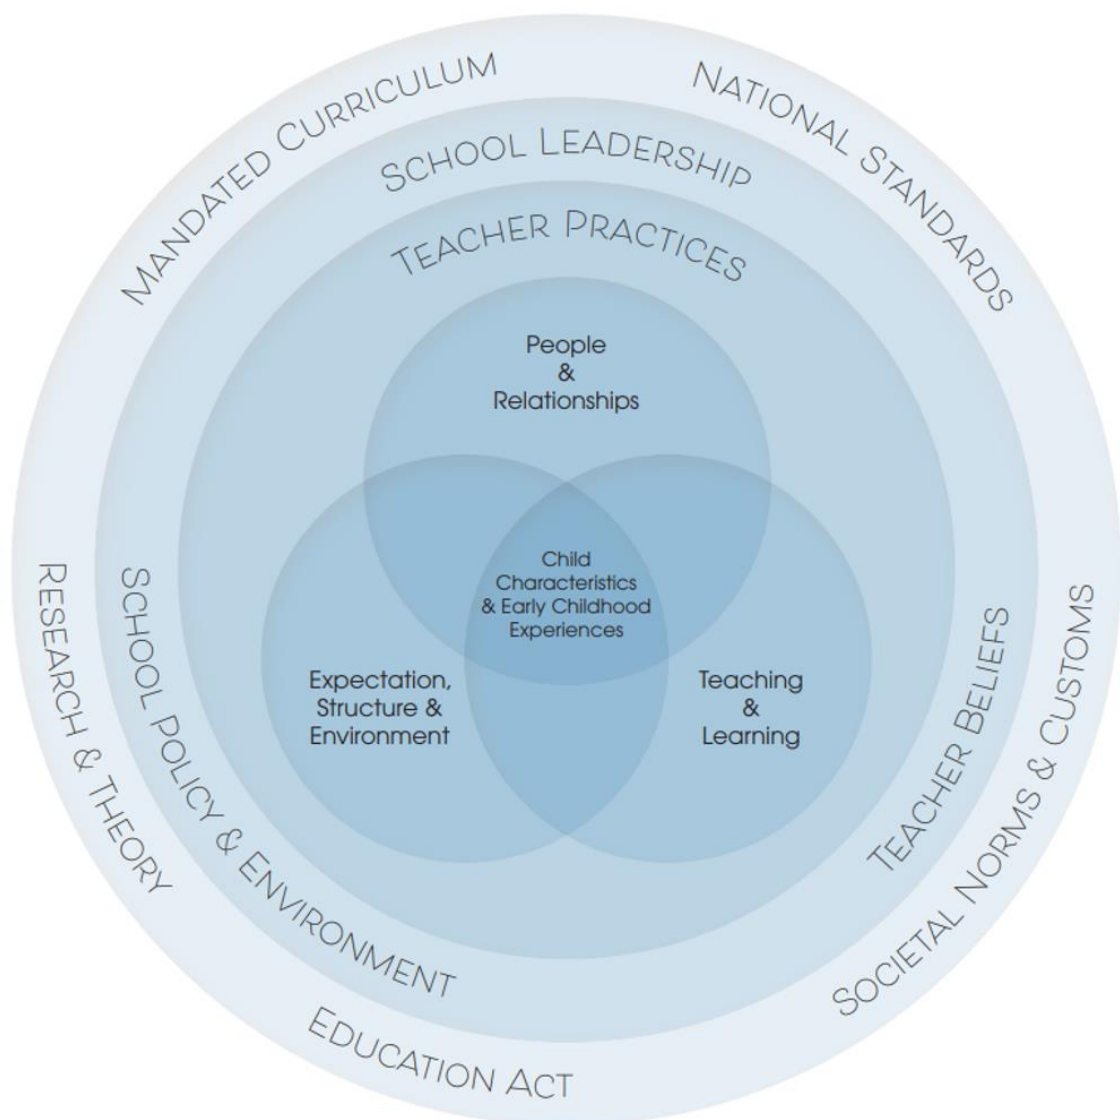 MANDATED CURRICULUM
NATIONAL STANDARDS
SCHOOL LEADERSHIP
TEACHER PRACTICES
People
&
Relationships
Child
Characteristics
& Early Childhood
Experiences
Expectation,
Structure &
Environment
Teaching
&
Learning
RESEARCH & THEORY
SCHOOL POLICY & ENVIRONMENT
TEACHER BELIEFS
SOCIETAL NORMS & CUSTOMS
EDUCATION ACT